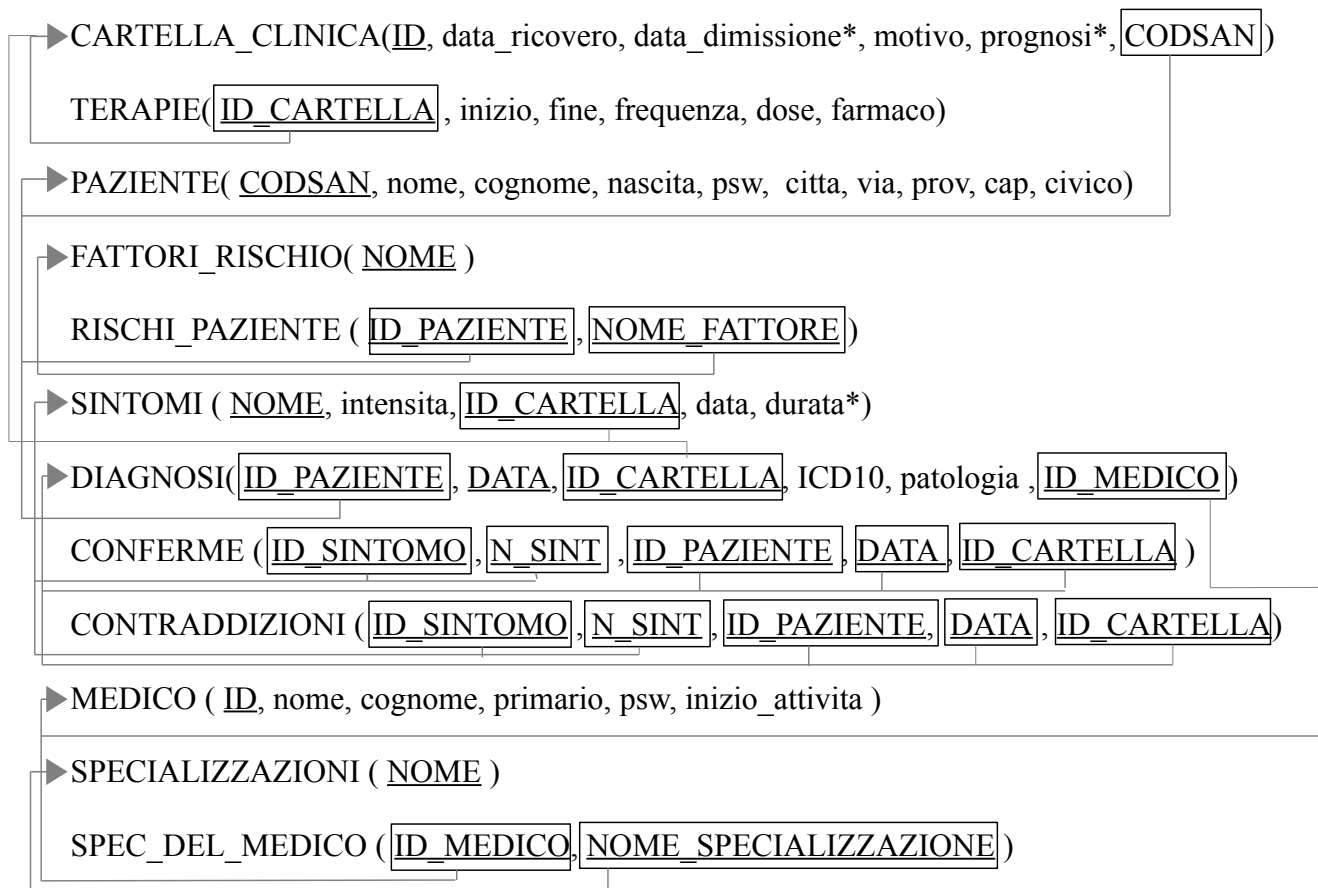 CARTELLA_CLINICA(ID, data_ricovero, data_dimissione*, motivo, prognosi*, CODSAN)
TERAPIE( ID_CARTELLA , inizio, fine, frequenza, dose, farmaco)
PAZIENTE( CODSAN, nome, cognome, nascita, psw, citta, via, prov, cap, civico)
FATTORI_RISCHIO( NOME )
RISCHI_PAZIENTE ( ID_PAZIENTE , NOME_FATTORE )
SINTOMI ( NOME, intensita, ID_CARTELLA, data, durata*)
DIAGNOSI( ID_PAZIENTE , DATA, ID_CARTELLA, ICD10, patologia , ID_MEDICO )
CONFERME ( ID_SINTOMO , N_SINT , ID_PAZIENTE , DATA , ID_CARTELLA )
CONTRADDIZIONI ( ID_SINTOMO , N_SINT , ID_PAZIENTE, DATA , ID_CARTELLA)
MEDICO ( ID, nome, cognome, primario, psw, inizio_attivita )
SPECIALIZZAZIONI ( NOME )
SPEC_DEL_MEDICO ( ID_MEDICO, NOME_SPECIALIZZAZIONE )